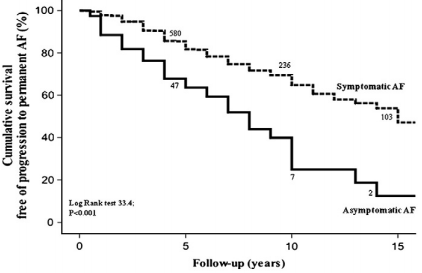 Cumulative survival
free of progression to permanent AF (%)
100
80
60
40
20
0
580
236
Symptomatic AF
47
103
7
2
Log Rank test 33.4;
P<0.001
Asymptomatic AF
0
5
10
15
Follow-up (years)